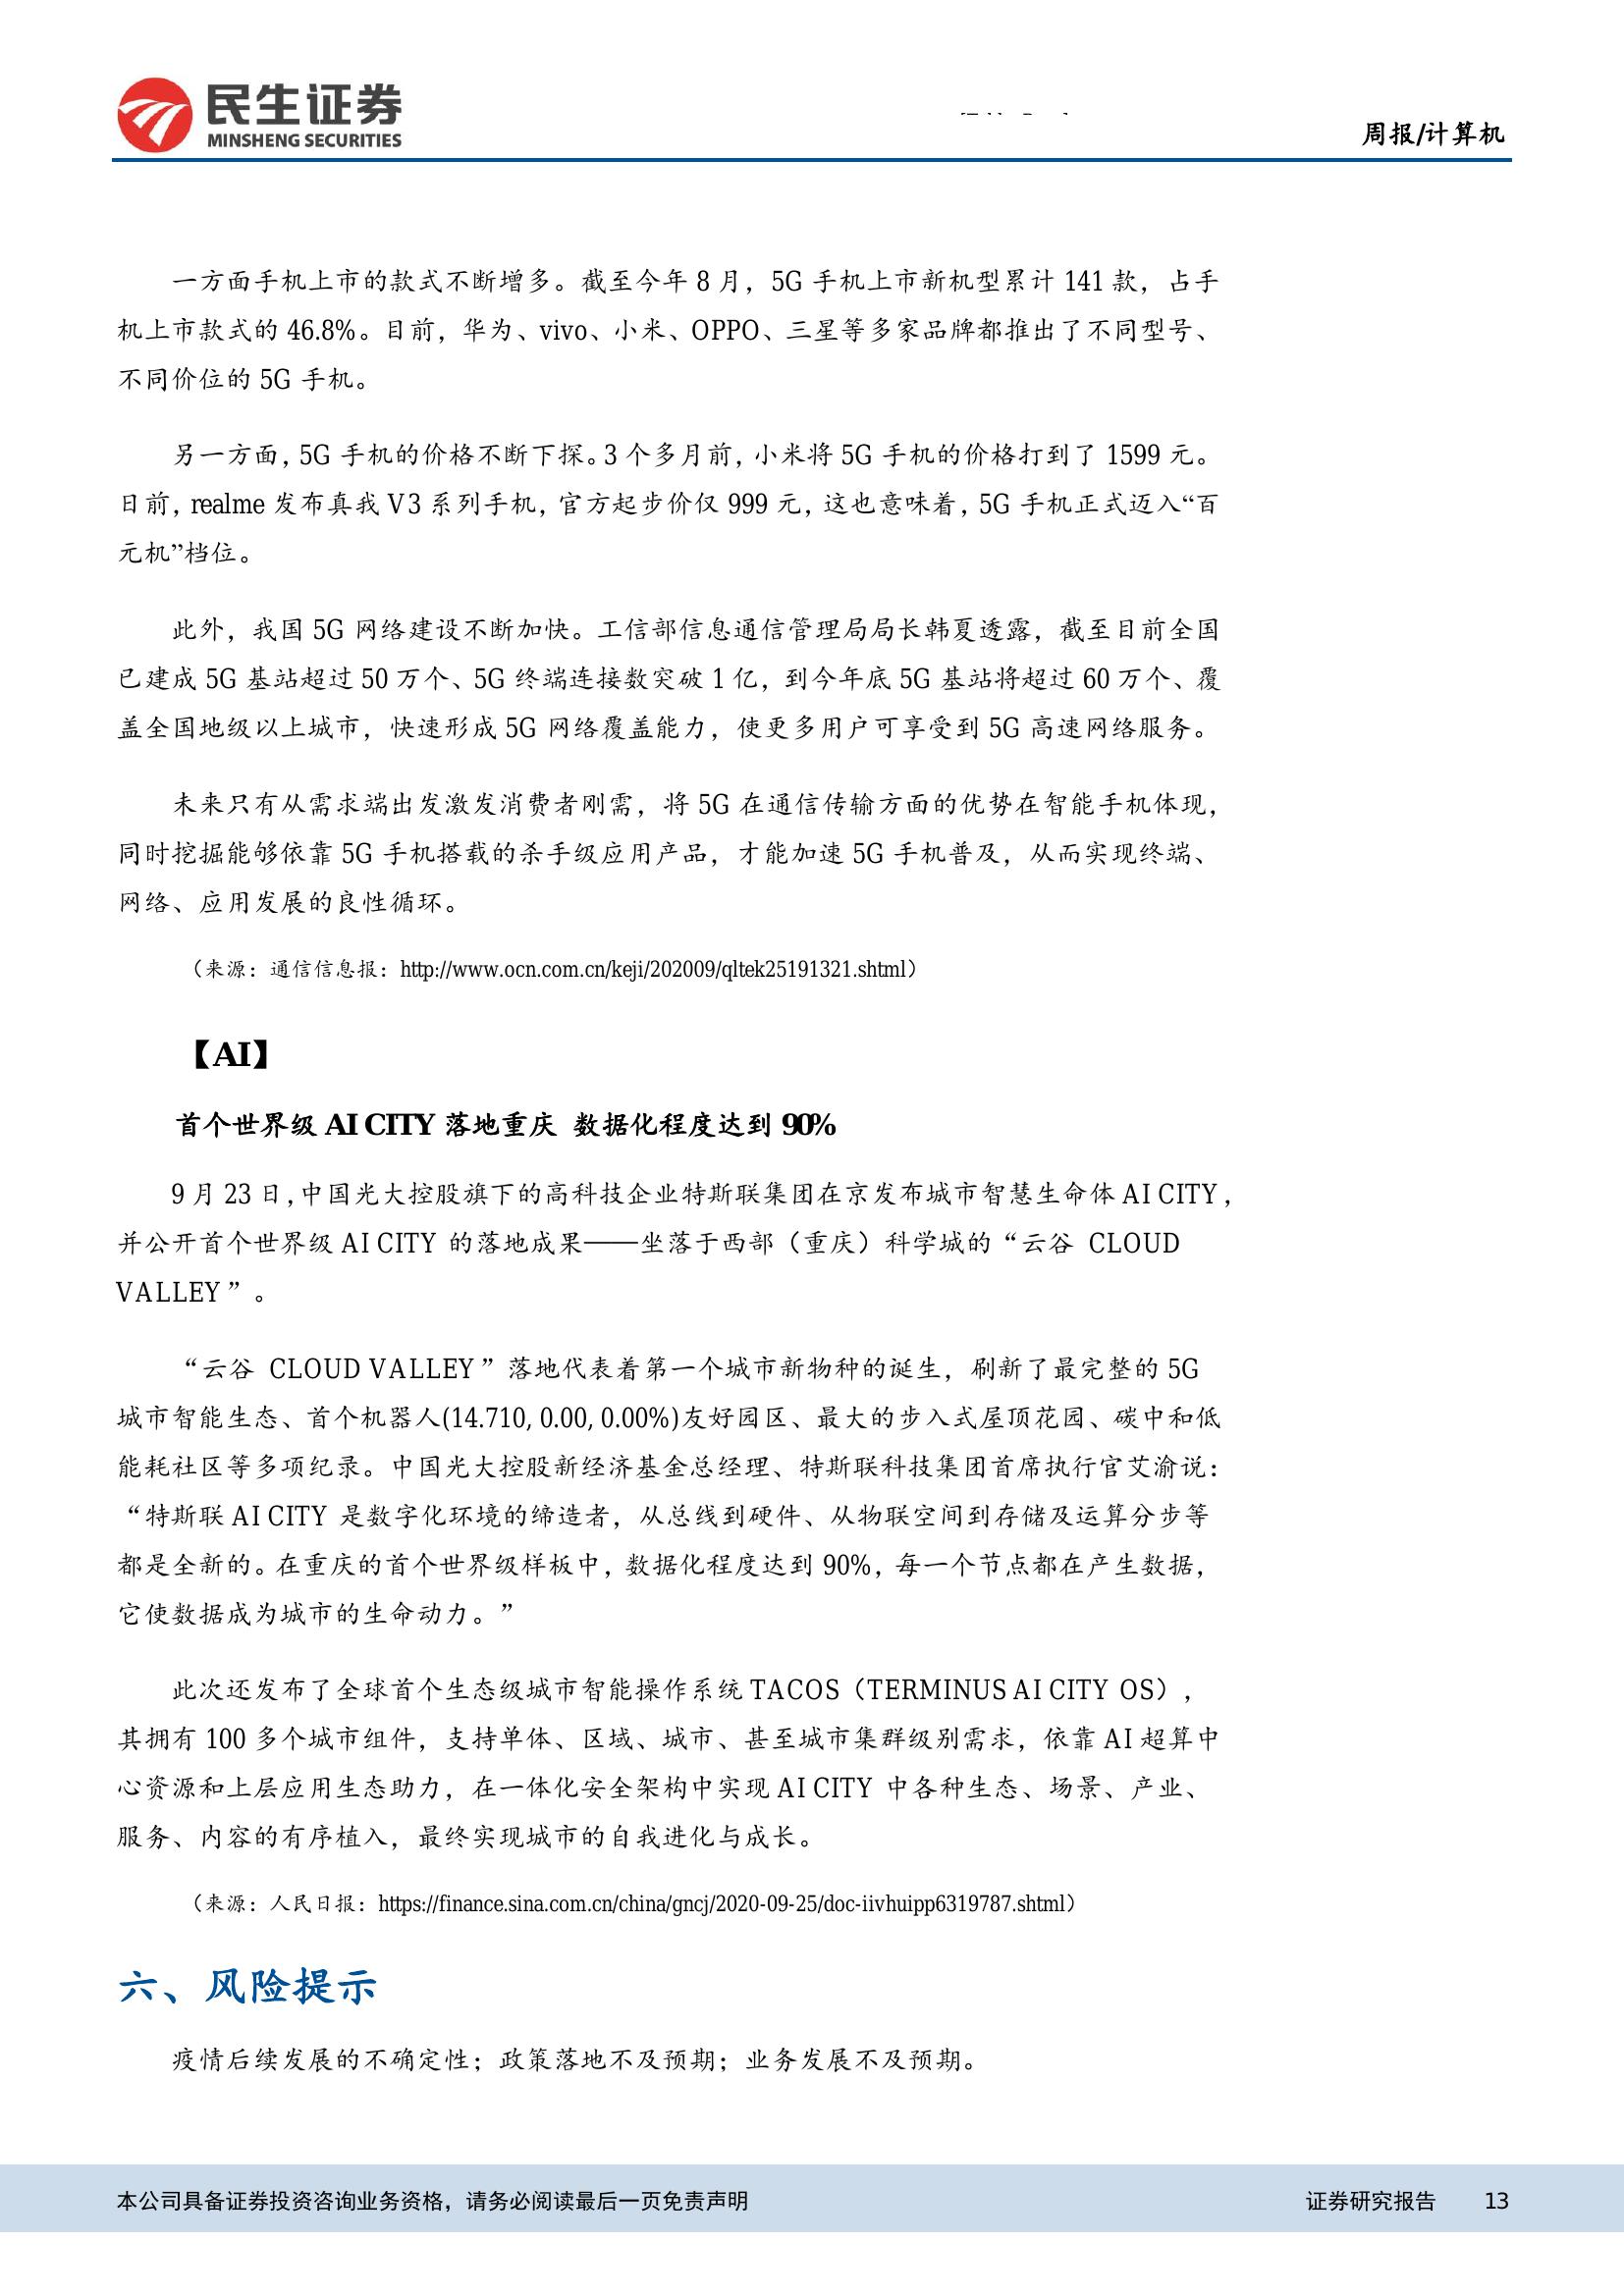 民生证券
MINSHENG SECURITIES
周报/计算机
一方面手机上市的款式不断增多。截至今年 8 月，5G 手机上市新机型累计 141 款，占手
机上市款式的 46.8%。目前，华为、vivo、小米、OPPO、三星等多家品牌都推出了不同型号、
不同价位的 5G 手机。
另一方面，5G 手机的价格不断下探。3 个多月前，小米将 5G 手机的价格打到了 1599 元。
日前，realme 发布真我 V3 系列手机，官方起步价仅 999 元，这也意味着，5G 手机正式迈入“百
元机”档位。
此外，我国 5G 网络建设不断加快。工信部信息通信管理局局长韩夏透露，截至目前全国
已建成 5G 基站超过 50 万个、5G 终端连接数突破 1 亿，到今年底 5G 基站将超过 60 万个、覆
盖全国地级以上城市，快速形成 5G 网络覆盖能力，使更多用户可享受到 5G 高速网络服务。
未来只有从需求端出发激发消费者刚需，将 5G 在通信传输方面的优势在智能手机体现，
同时挖掘能够依靠 5G 手机搭载的杀手级应用产品，才能加速 5G 手机普及，从而实现终端、
网络、应用发展的良性循环。
（来源：通信信息报：http://www.ocn.com.cn/keji/202009/qltek25191321.shtml）
【AI】
首个世界级 AI CITY 落地重庆 数据化程度达到 90%
9 月 23 日，中国光大控股旗下的高科技企业特斯联集团在京发布城市智慧生命体 AI CITY，
并公开首个世界级 AI CITY 的落地成果——坐落于西部（重庆）科学城的“云谷 CLOUD
VALLEY”。
“云谷 CLOUD VALLEY”落地代表着第一个城市新物种的诞生，刷新了最完整的 5G
城市智能生态、首个机器人(14.710, 0.00, 0.00%)友好园区、最大的步入式屋顶花园、碳中和低
能耗社区等多项纪录。中国光大控股新经济基金总经理、特斯联科技集团首席执行官艾渝说：
“特斯联 AI CITY 是数字化环境的缔造者，从总线到硬件、从物联空间到存储及运算分步等
都是全新的。在重庆的首个世界级样板中，数据化程度达到 90%，每一个节点都在产生数据，
它使数据成为城市的生命动力。”
此次还发布了全球首个生态级城市智能操作系统 TACOS（TERMINUS AI CITY OS），
其拥有 100 多个城市组件，支持单体、区域、城市、甚至城市集群级别需求，依靠 AI 超算中
心资源和上层应用生态助力，在一体化安全架构中实现 AI CITY 中各种生态、场景、产业、
服务、内容的有序植入，最终实现城市的自我进化与成长。
（来源：人民日报：https://finance.sina.com.cn/china/gncj/2020-09-25/doc-iivhuipp6319787.shtml）
六、风险提示
疫情后续发展的不确定性；政策落地不及预期；业务发展不及预期。
本公司具备证券投资咨询业务资格，请务必阅读最后一页免责声明
证券研究报告 13